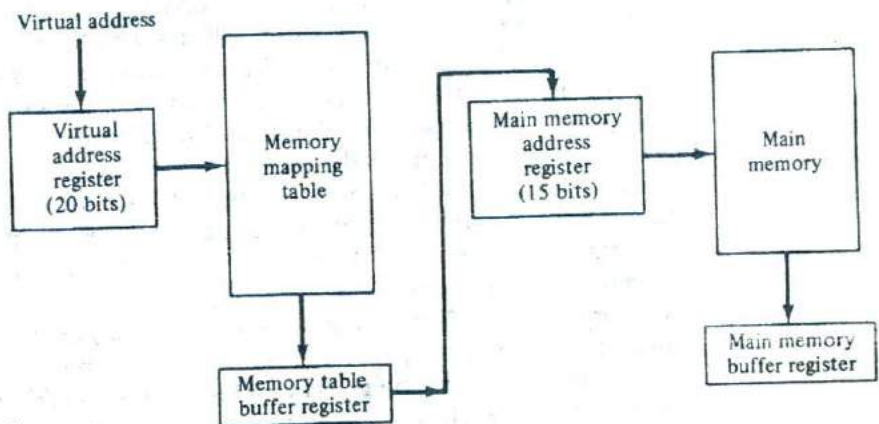 Virtual address
Virtual
address
register
(20 bits)
Memory
mapping
table
Memory table
buffer register
Main memory
address
register
(15 bits)
Main
memory
Main memory
buffer register